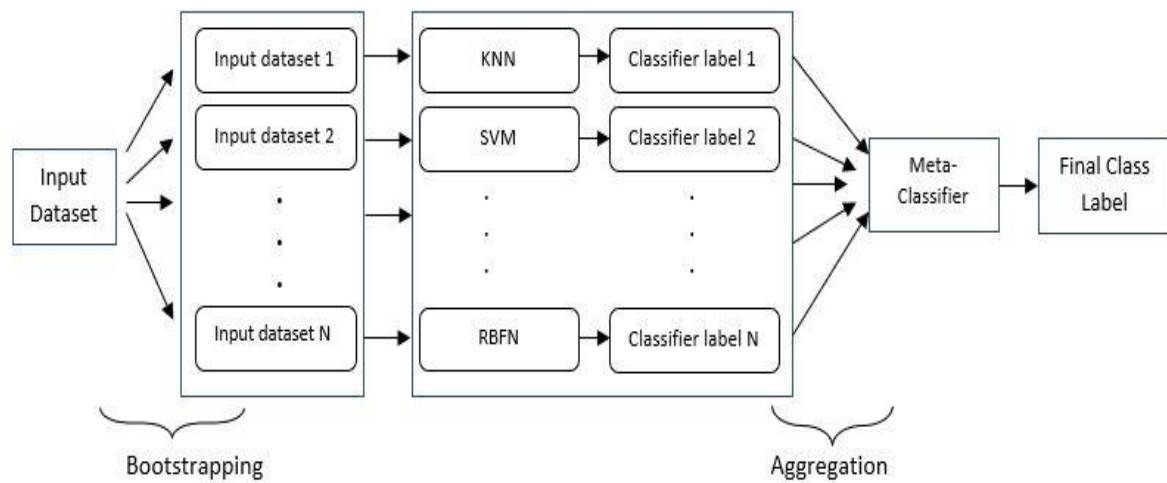 Input dataset 1
KNN
Classifier label 1
Input dataset 2
SVM
Classifier label 2
Input
Dataset
Meta-
Classifier
Final Class
Label
Input dataset N
RBFN
Classifier label N
Bootstrapping
Aggregation